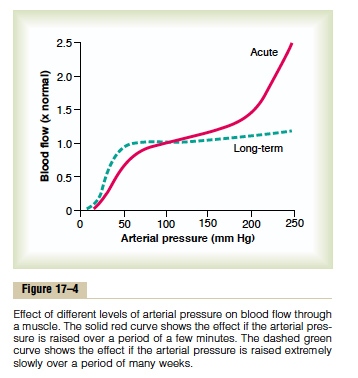 2.5
Acute
2.0
1.5
1.0
Long-term
0.5
0
0 50 100 150 200 250
Blood flow (x normal)
Arterial pressure (mm Hg)
Figure 17–4
Effect of different levels of arterial pressure on blood flow through
a muscle. The solid red curve shows the effect if the arterial pres-
sure is raised over a period of a few minutes. The dashed green
curve shows the effect if the arterial pressure is raised extremely
slowly over a period of many weeks.